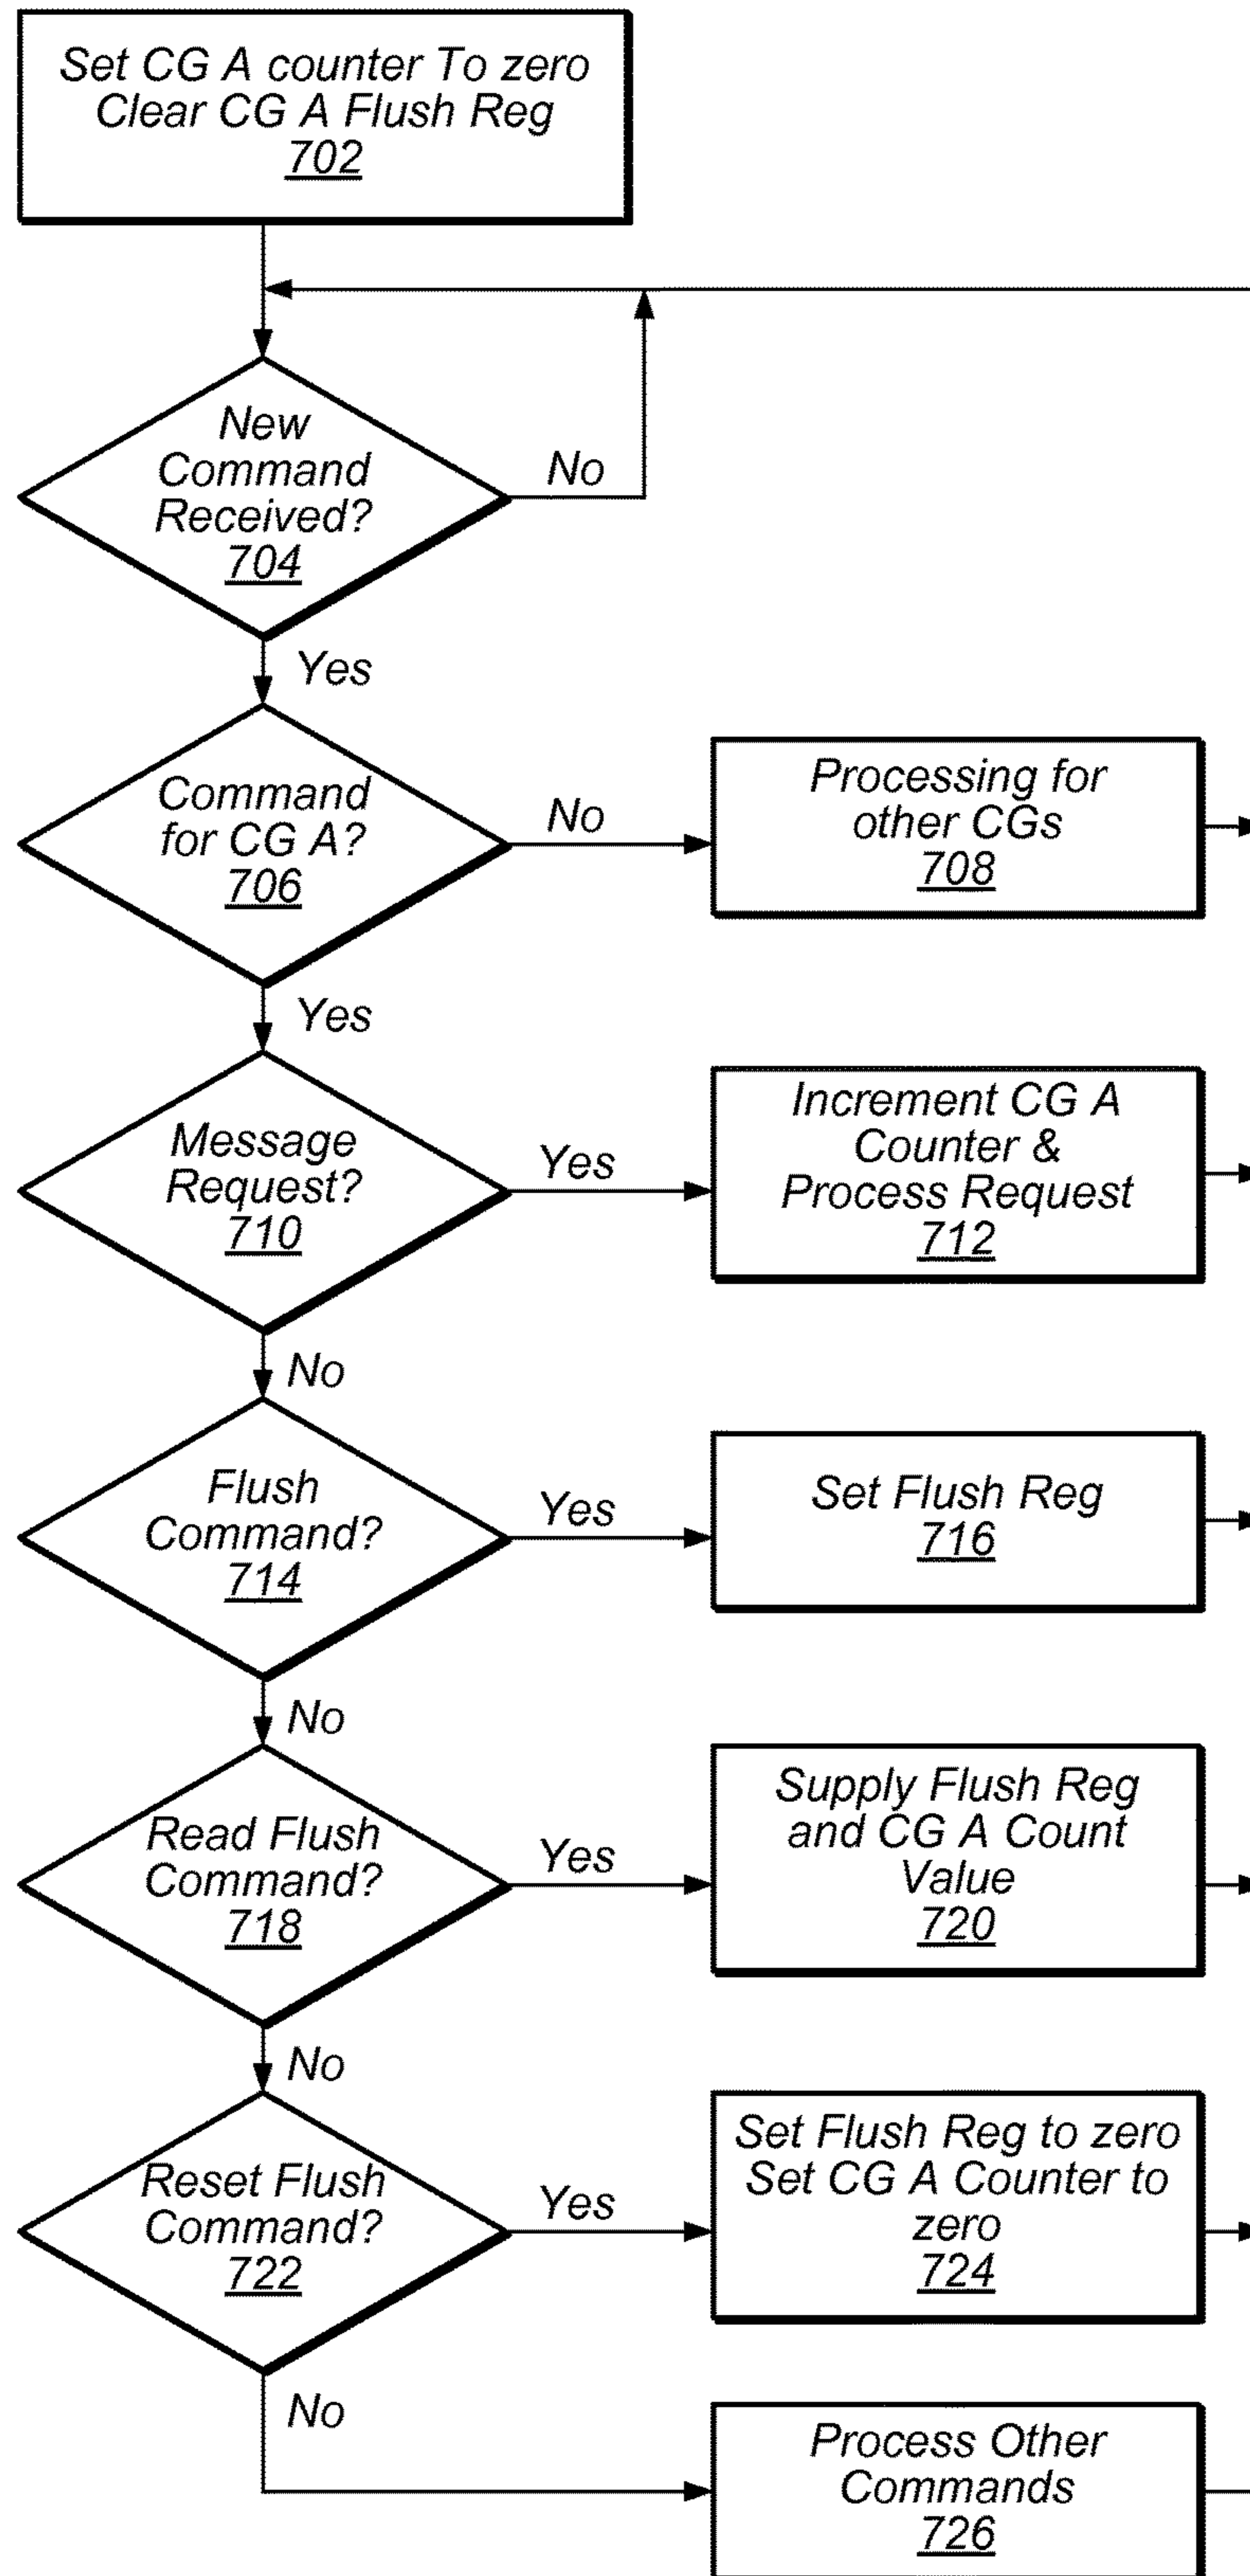 Set CG A counter To zero
Clear CG A Flush Reg
702
New
Command
Received?
704
No
Yes
Command
for CG A?
706
No
Processing for
other CGs
708
Yes
Message
Request?
710
Yes
Increment CG A
Counter &
Process Request
712
No
Flush
Command?
714
Yes
Set Flush Reg
716
No
Read Flush
Command?
718
Yes
Supply Flush Reg
and CG A Count
Value
720
No
Reset Flush
Command?
722
Yes
Set Flush Reg to zero
Set CG A Counter to
zero
724
No
Process Other
Commands
726